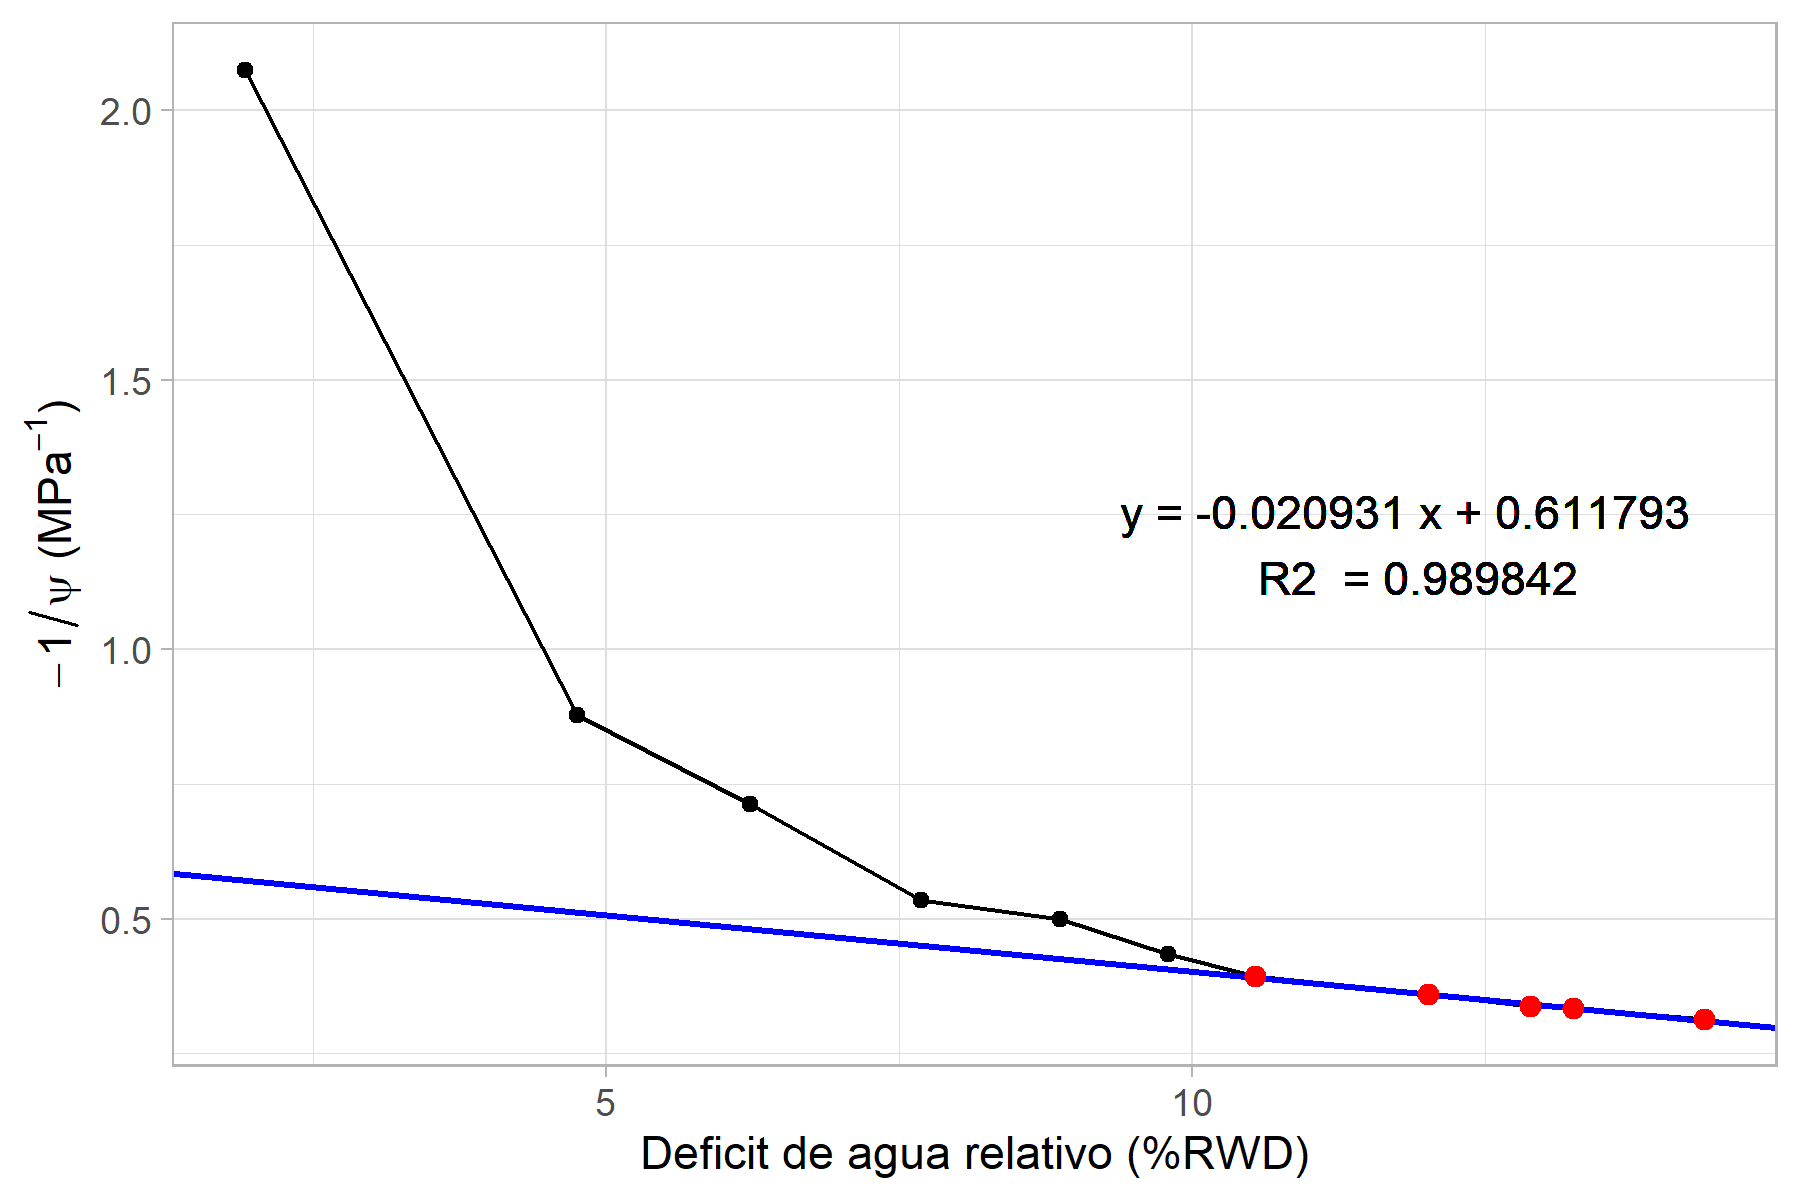 2.0
1.5
1.0
0.5
−1/ψ (MPa⁻¹)
y = -0.020931 x + 0.611793
R2  = 0.989842
5
10
Deficit de agua relativo (%RWD)